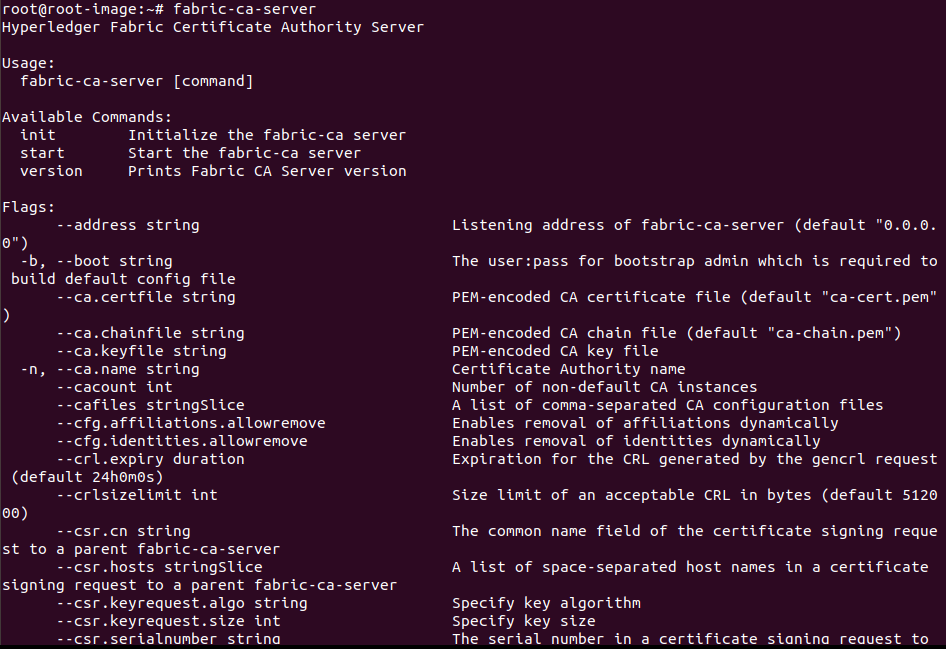 root@root-image:~# fabric-ca-server
Hyperledger Fabric Certificate Authority Server

Usage:
  fabric-ca-server [command]

Available Commands:
  init        Initialize the fabric-ca server
  start       Start the fabric-ca server
  version     Prints Fabric CA Server version

Flags:
      --address string                            Listening address of fabric-ca-server (default "0.0.0.
0")
  -b, --boot string                               The user:pass for bootstrap admin which is required to
 build default config file
      --ca.certfile string                        PEM-encoded CA certificate file (default "ca-cert.pem"
)
      --ca.chainfile string                       PEM-encoded CA chain file (default "ca-chain.pem")
      --ca.keyfile string                         PEM-encoded CA key file
  -n, --ca.name string                            Certificate Authority name
      --cacount int                               Number of non-default CA instances
      --cafiles stringSlice                       A list of comma-separated CA configuration files
      --cfg.affiliations.allowremove              Enables removal of affiliations dynamically
      --cfg.identities.allowremove                Enables removal of identities dynamically
      --crl.expiry duration                       Expiration for the CRL generated by the gencrl request
 (default 24h0m0s)
      --crlsizelimit int                          Size limit of an acceptable CRL in bytes (default 5120
00)
      --csr.cn string                             The common name field of the certificate signing reque
st to a parent fabric-ca-server
      --csr.hosts stringSlice                     A list of space-separated host names in a certificate
signing request to a parent fabric-ca-server
      --csr.keyrequest.algo string                Specify key algorithm
      --csr.keyrequest.size int                   Specify key size
      --csr.serialnumber string                   The serial number in a certificate signing request to